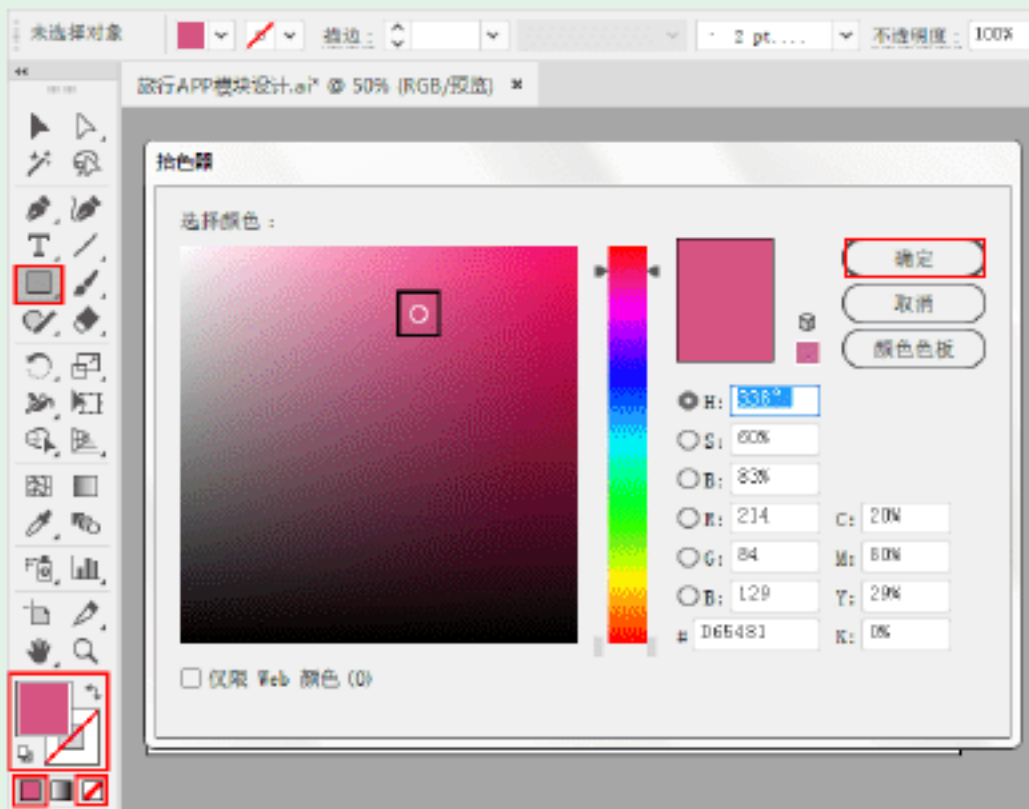 未选择对象 描边： 2 pt.... 不透明度： 100%
旅行APP模块设计.ai* @ 50% (RGB/预览) ×
拾色器
选择颜色：
确定
取消
颜色色板
H: 338°
S: 60%
B: 83%
R: 214 C: 20%
G: 84 M: 80%
B: 129 Y: 29%
# D65481 K: 0%
仅限 Web 颜色 (O)